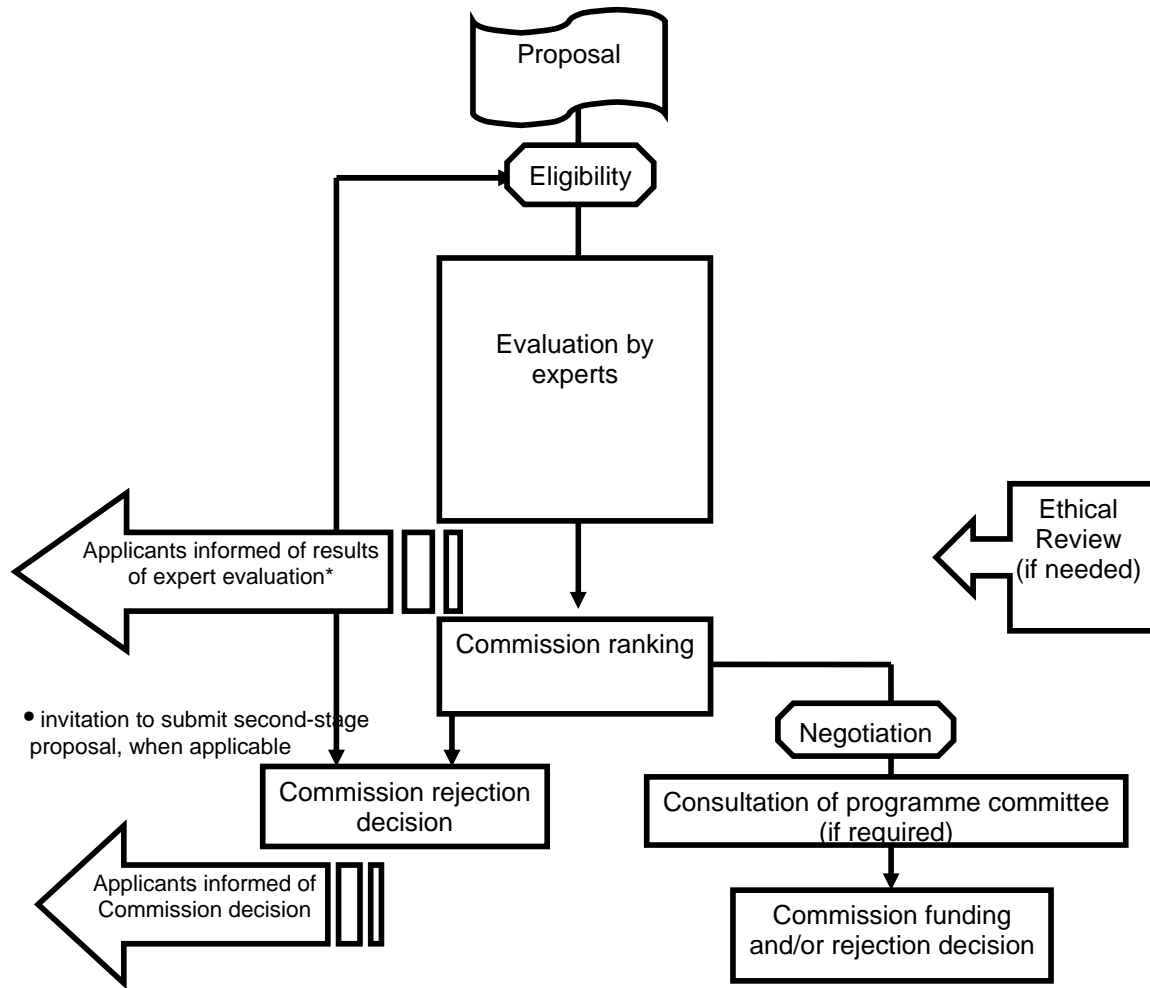 Proposal
Eligibility
Evaluation by
experts
Applicants informed of results
of expert evaluation*
Ethical
Review
(if needed)
Commission ranking
• invitation to submit second-stage
proposal, when applicable
Negotiation
Commission rejection
decision
Consultation of programme committee
(if required)
Applicants informed of
Commission decision
Commission funding
and/or rejection decision